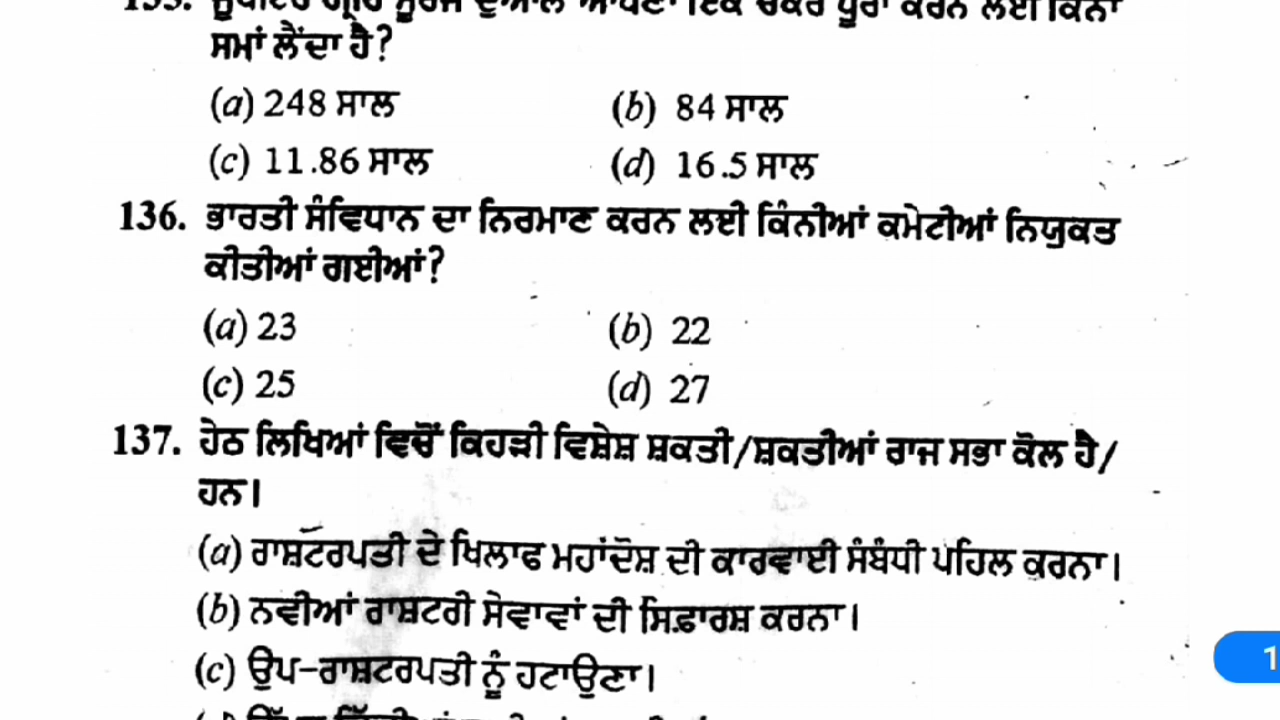 ਸਮਾਂ ਲੈਂਦਾ ਹੈ?
(a) 248 ਸਾਲ (b) 84 ਸਾਲ
(c) 11.86 ਸਾਲ (d) 16.5 ਸਾਲ
136. ਭਾਰਤੀ ਸੰਵਿਧਾਨ ਦਾ ਨਿਰਮਾਣ ਕਰਨ ਲਈ ਕਿੰਨੀਆਂ ਕਮੇਟੀਆਂ ਨਿਯੁਕਤ
ਕੀਤੀਆਂ ਗਈਆਂ?
(a) 23 (b) 22
(c) 25 (d) 27
137. ਹੇਠ ਲਿਖਿਆਂ ਵਿਚੋਂ ਕਿਹੜੀ ਵਿਸ਼ੇਸ਼ ਸ਼ਕਤੀ/ਸ਼ਕਤੀਆਂ ਰਾਜ ਸਭਾ ਕੋਲ ਹੈ/
ਹਨ।
(a) ਰਾਸ਼ਟਰਪਤੀ ਦੇ ਖਿਲਾਫ ਮਹਾਂਦੋਸ਼ ਦੀ ਕਾਰਵਾਈ ਸੰਬੰਧੀ ਪਹਿਲ ਕਰਨਾ।
(b) ਨਵੀਆਂ ਰਾਸ਼ਟਰੀ ਸੇਵਾਵਾਂ ਦੀ ਸਿਫ਼ਾਰਸ਼ ਕਰਨਾ।
(c) ਉਪ-ਰਾਸ਼ਟਰਪਤੀ ਨੂੰ ਹਟਾਉਣਾ।
1